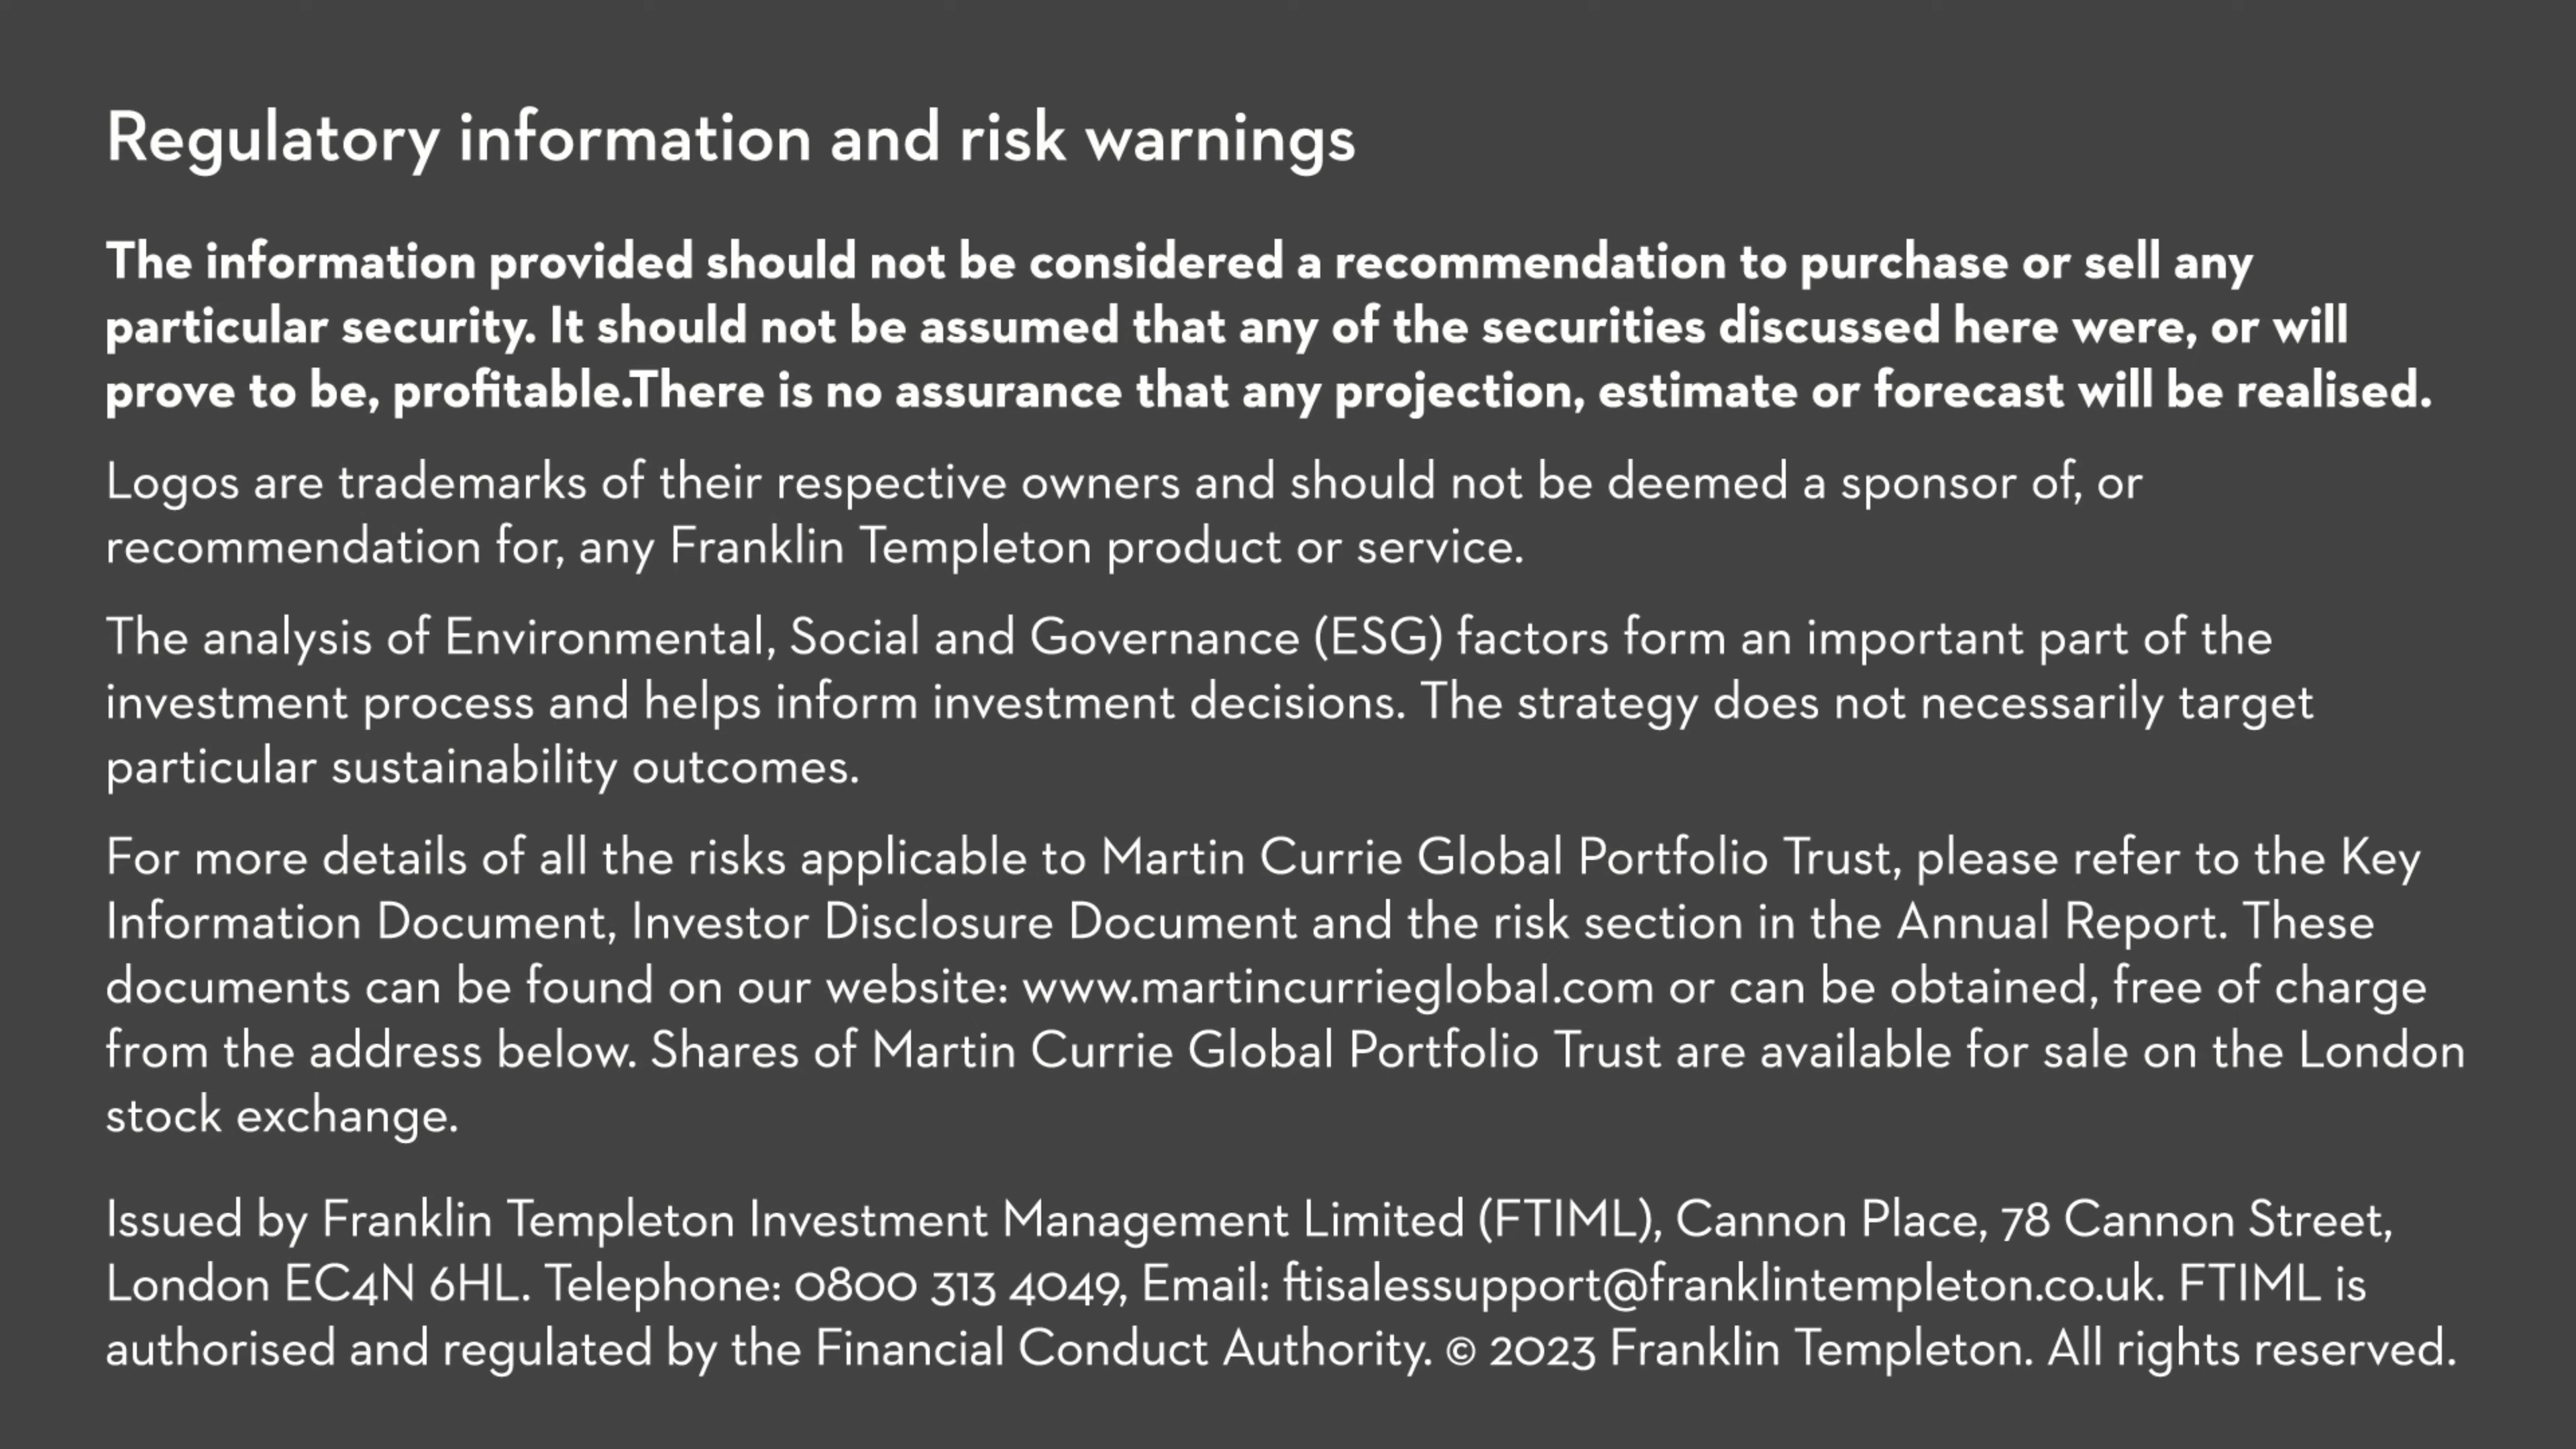 Regulatory information and risk warnings
The information provided should not be considered a recommendation to purchase or sell any
particular security. It should not be assumed that any of the securities discussed here were, or will
prove to be, profitable.There is no assurance that any projection, estimate or forecast will be realised.
Logos are trademarks of their respective owners and should not be deemed a sponsor of, or
recommendation for, any Franklin Templeton product or service.
The analysis of Environmental, Social and Governance (ESG) factors form an important part of the
investment process and helps inform investment decisions. The strategy does not necessarily target
particular sustainability outcomes.
For more details of all the risks applicable to Martin Currie Global Portfolio Trust, please refer to the Key
Information Document, Investor Disclosure Document and the risk section in the Annual Report. These
documents can be found on our website: www.martincurrieglobal.com or can be obtained, free of charge
from the address below. Shares of Martin Currie Global Portfolio Trust are available for sale on the London
stock exchange.
Issued by Franklin Templeton Investment Management Limited (FTIML), Cannon Place, 78 Cannon Street,
London EC4N 6HL. Telephone: 0800 313 4049, Email: ftisalessupport@franklintempleton.co.uk. FTIML is
authorised and regulated by the Financial Conduct Authority. © 2023 Franklin Templeton. All rights reserved.